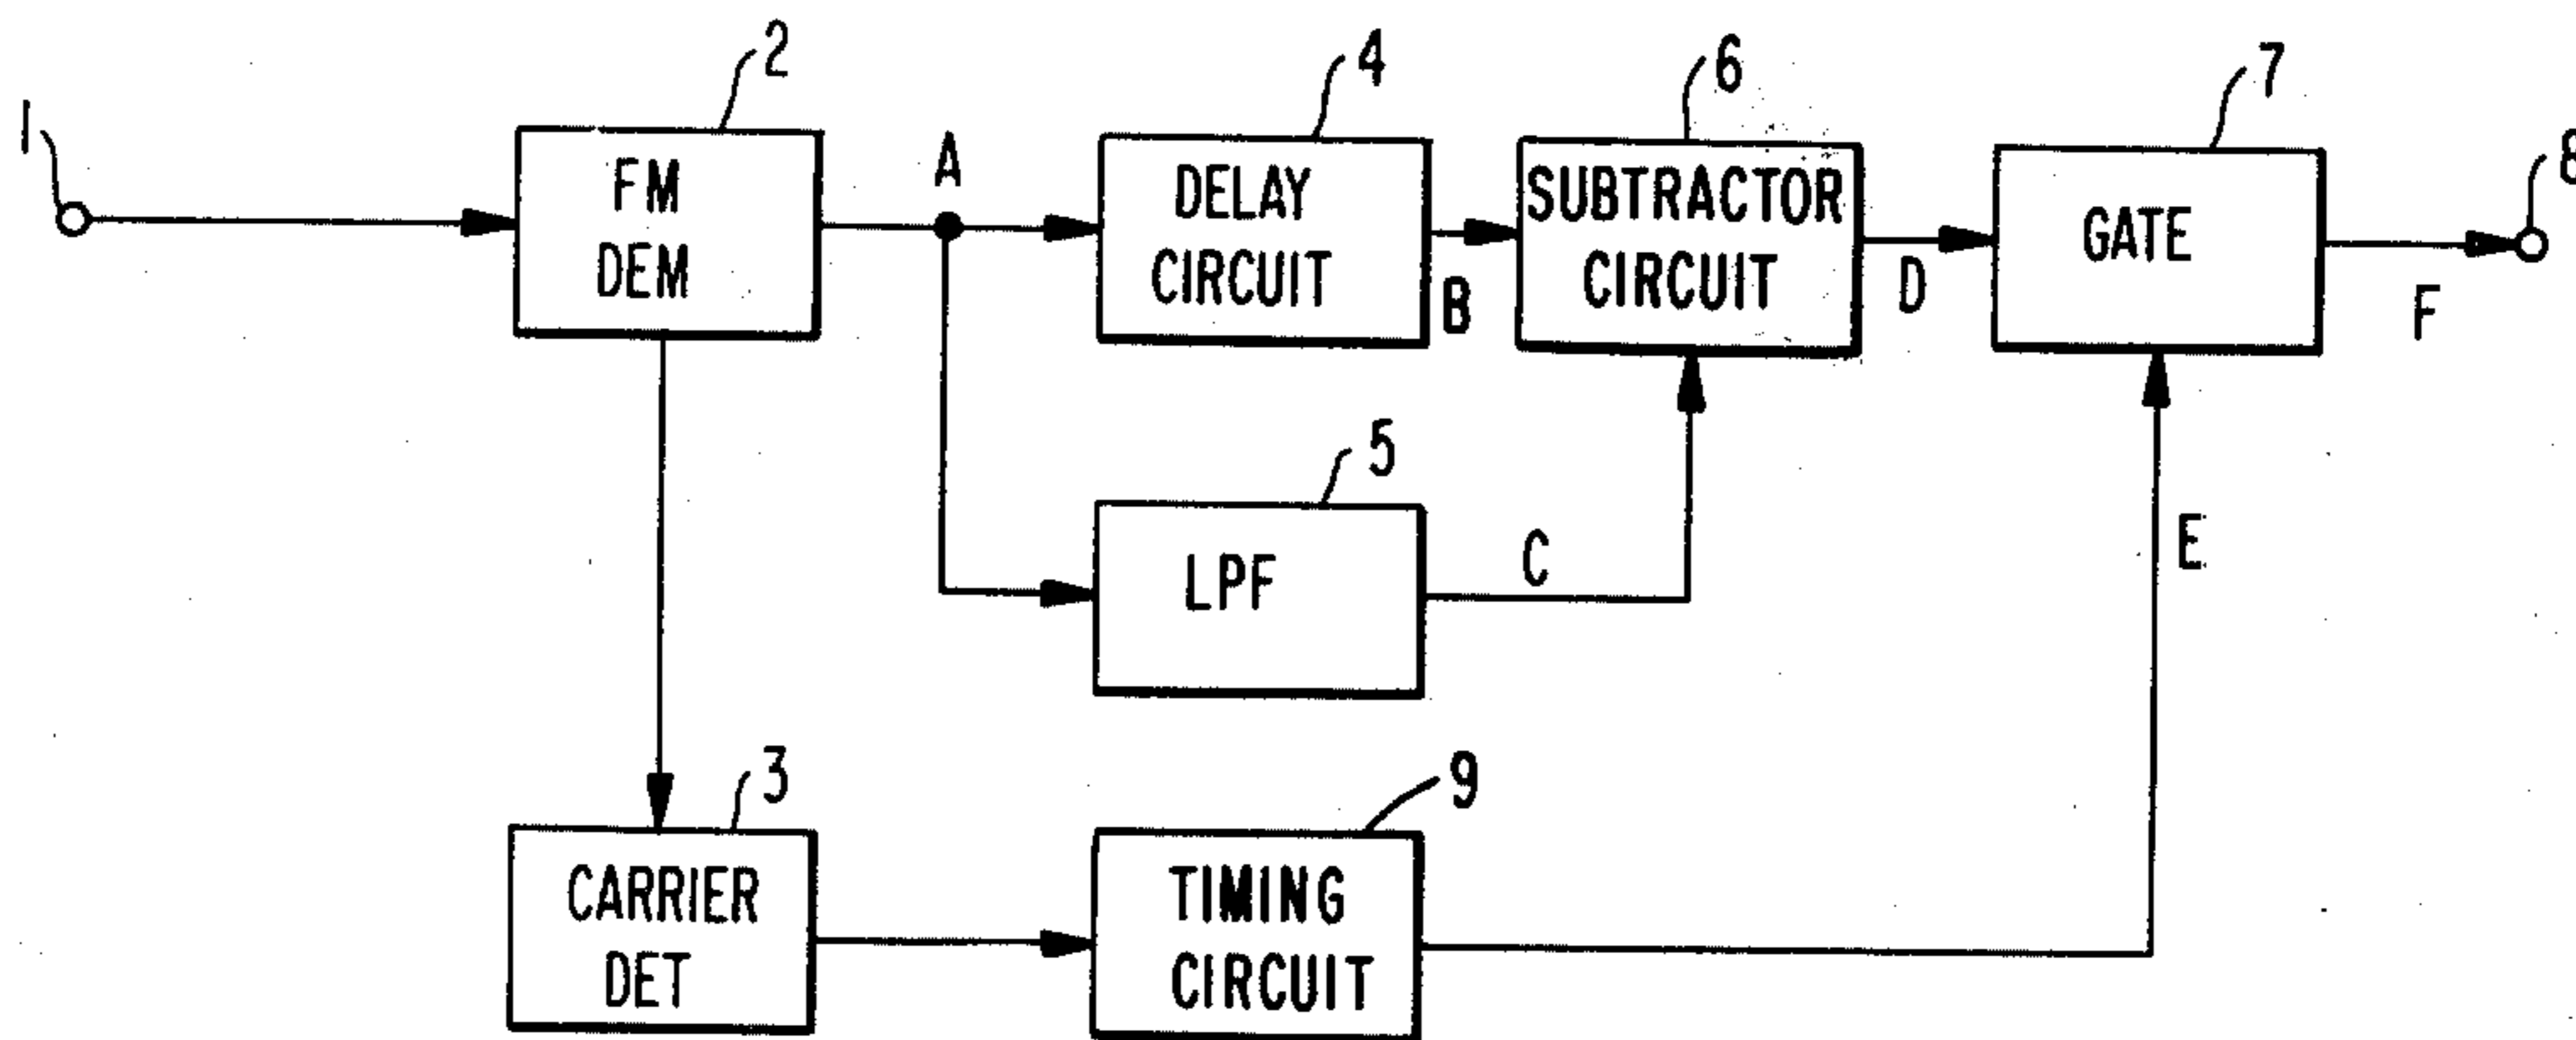 1
2
FM
DEM
A
4
DELAY
CIRCUIT
B
6
SUBTRACTOR
CIRCUIT
D
7
GATE
F
8
5
LPF
C
E
3
CARRIER
DET
9
TIMING
CIRCUIT